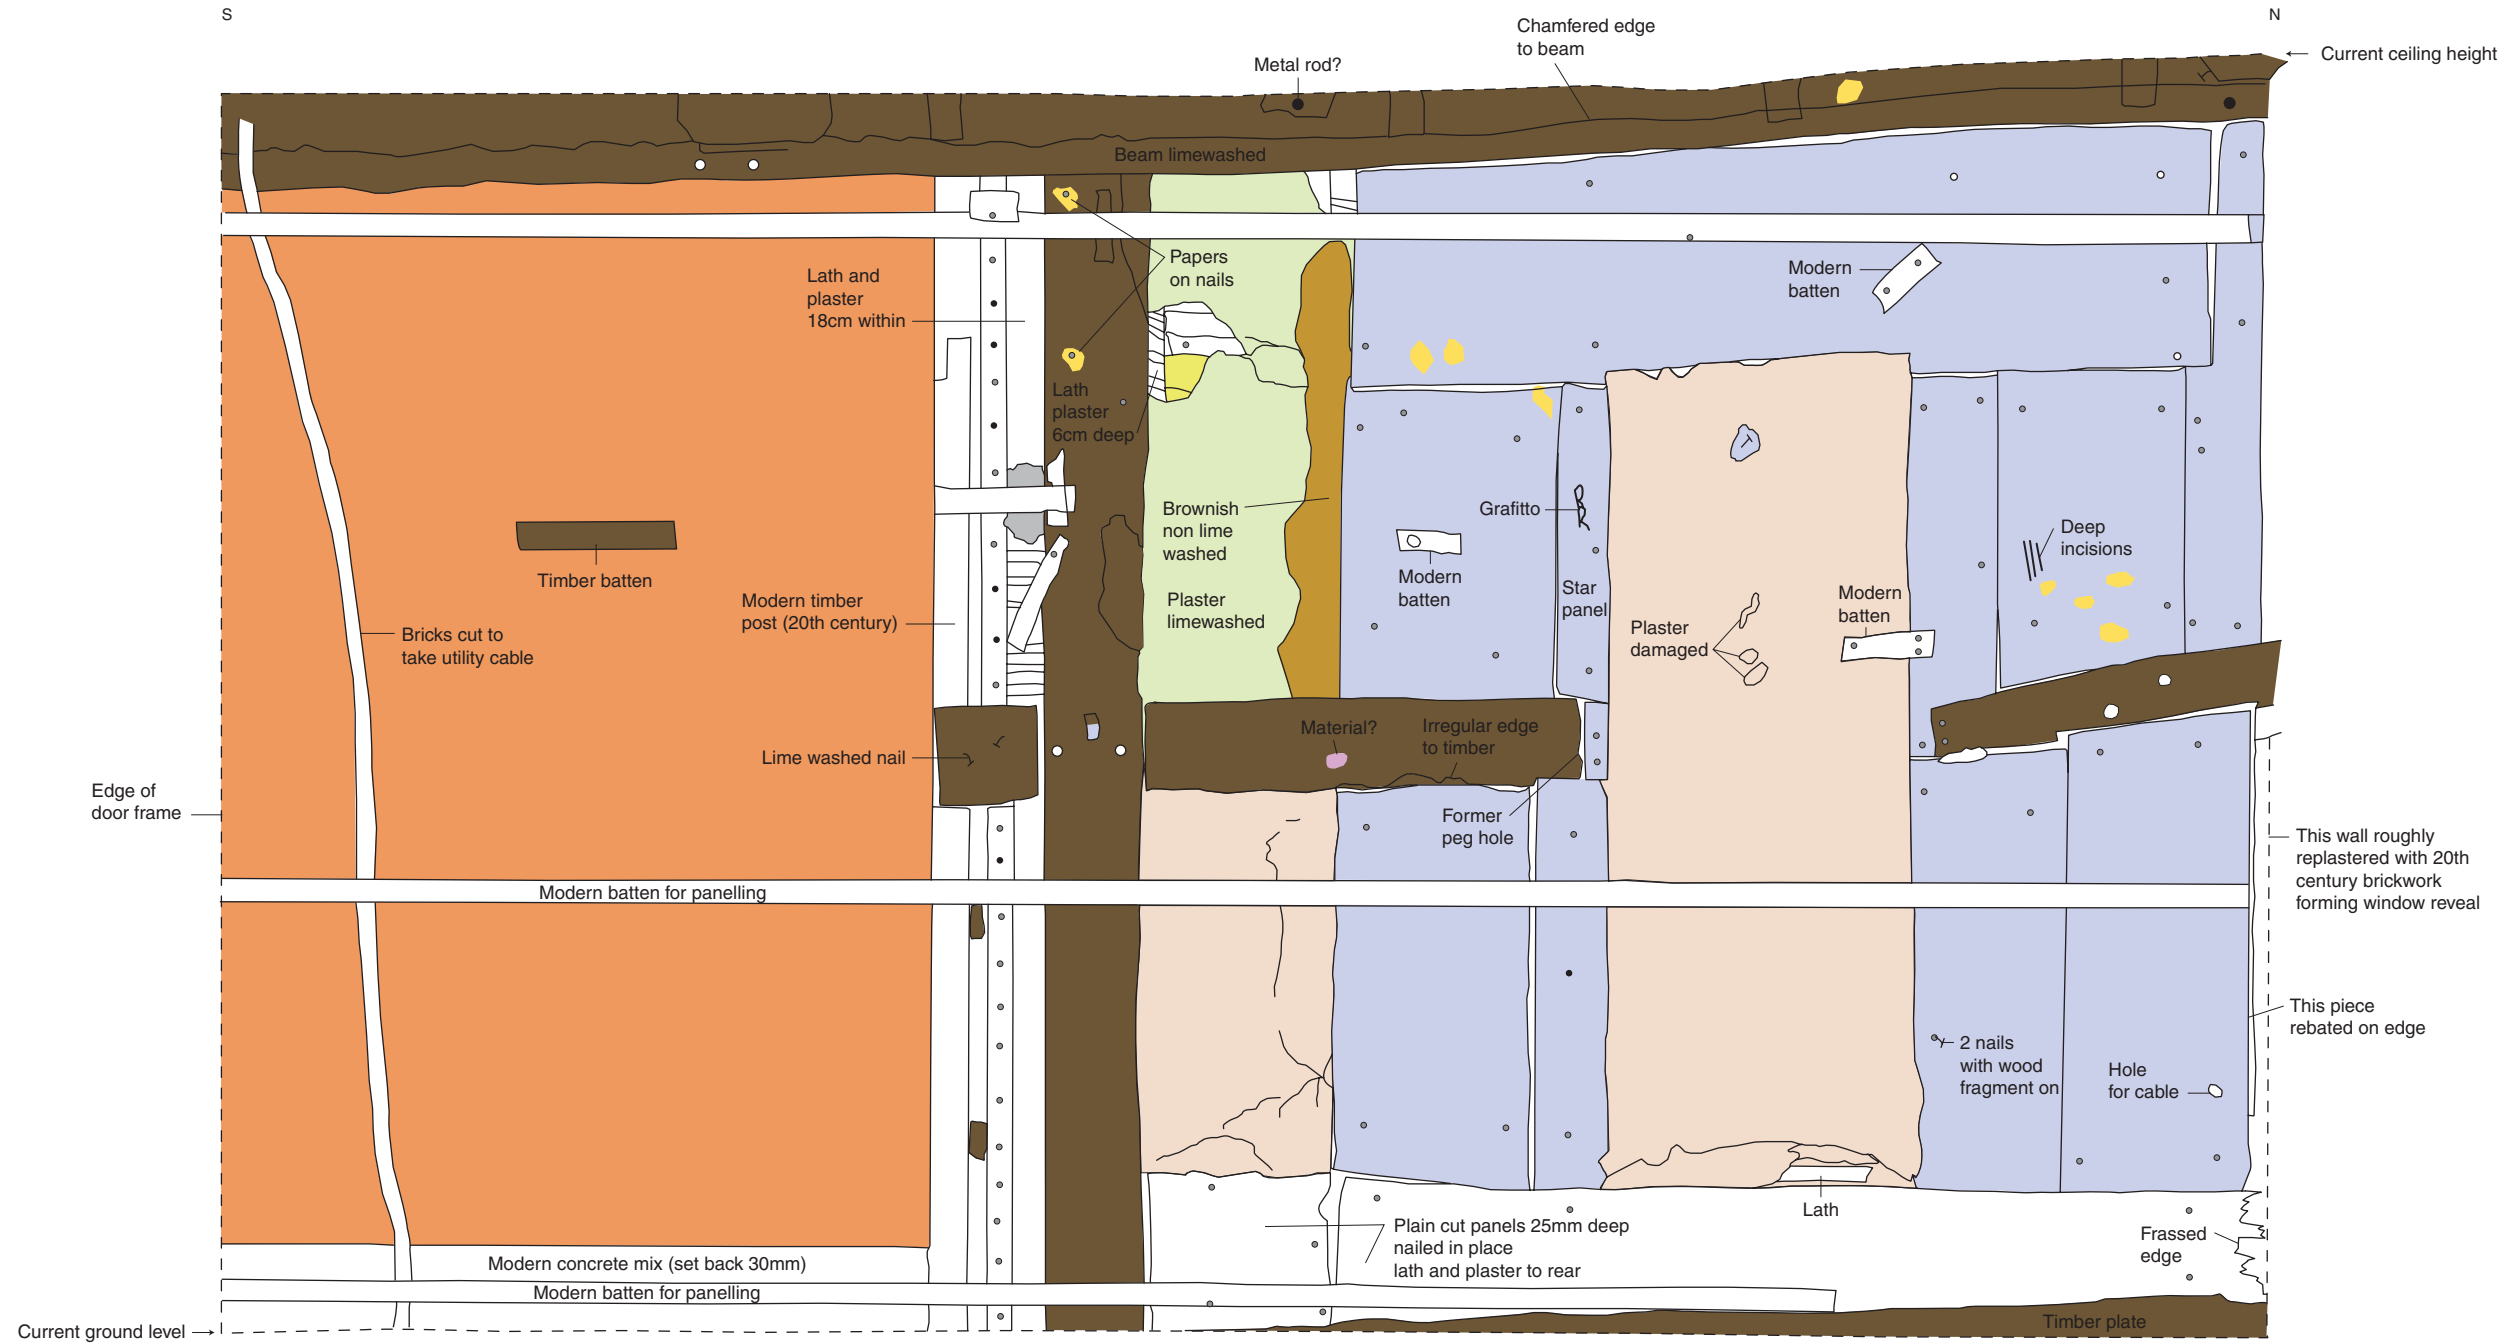 S
N
Chamfered edge
to beam
Current ceiling height
Metal rod?
Beam limewashed
Papers
on nails
Lath and
plaster
18cm within
Modern
batten
Lath
plaster
6cm deep
Brownish
non lime
washed
Grafitto
Deep
incisions
Timber batten
Modern
batten
Star
panel
Modern timber
post (20th century)
Plaster
limewashed
Modern
batten
Bricks cut to
take utility cable
Plaster
damaged
Material?
Irregular edge
to timber
Lime washed nail
Edge of
door frame
Former
peg hole
This wall roughly
replastered with 20th
century brickwork
forming window reveal
Modern batten for panelling
This piece
rebated on edge
2 nails
with wood
fragment on
Hole
for cable
Lath
Plain cut panels 25mm deep
nailed in place
lath and plaster to rear
Frassed
edge
Modern concrete mix (set back 30mm)
Modern batten for panelling
Timber plate
Current ground level